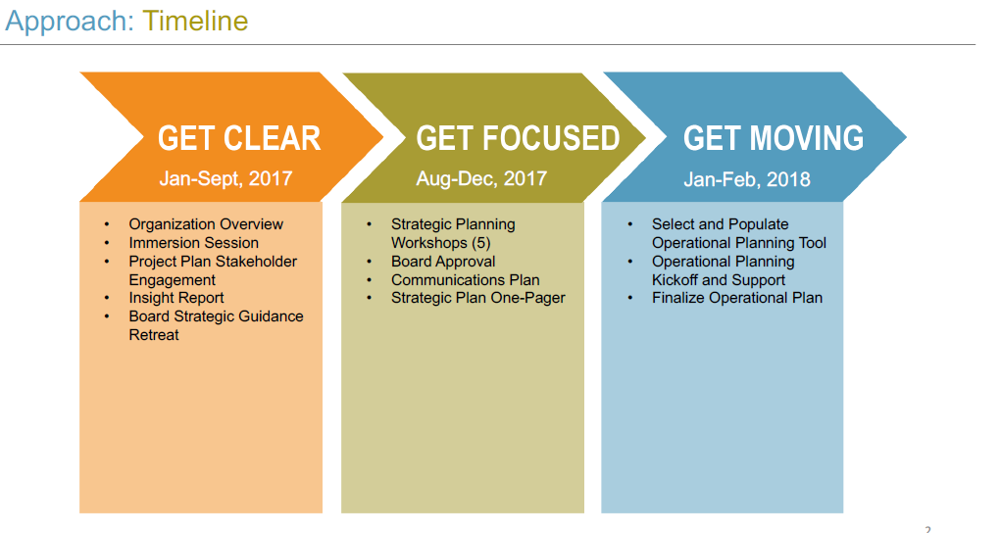 Approach: Timeline
GET CLEAR
Jan-Sept, 2017
• Organization Overview
• Immersion Session
• Project Plan Stakeholder
Engagement
• Insight Report
• Board Strategic Guidance
Retreat
GET FOCUSED
Aug-Dec, 2017
• Strategic Planning
Workshops (5)
• Board Approval
• Communications Plan
• Strategic Plan One-Pager
GET MOVING
Jan-Feb, 2018
• Select and Populate
Operational Planning Tool
• Operational Planning
Kickoff and Support
• Finalize Operational Plan
2